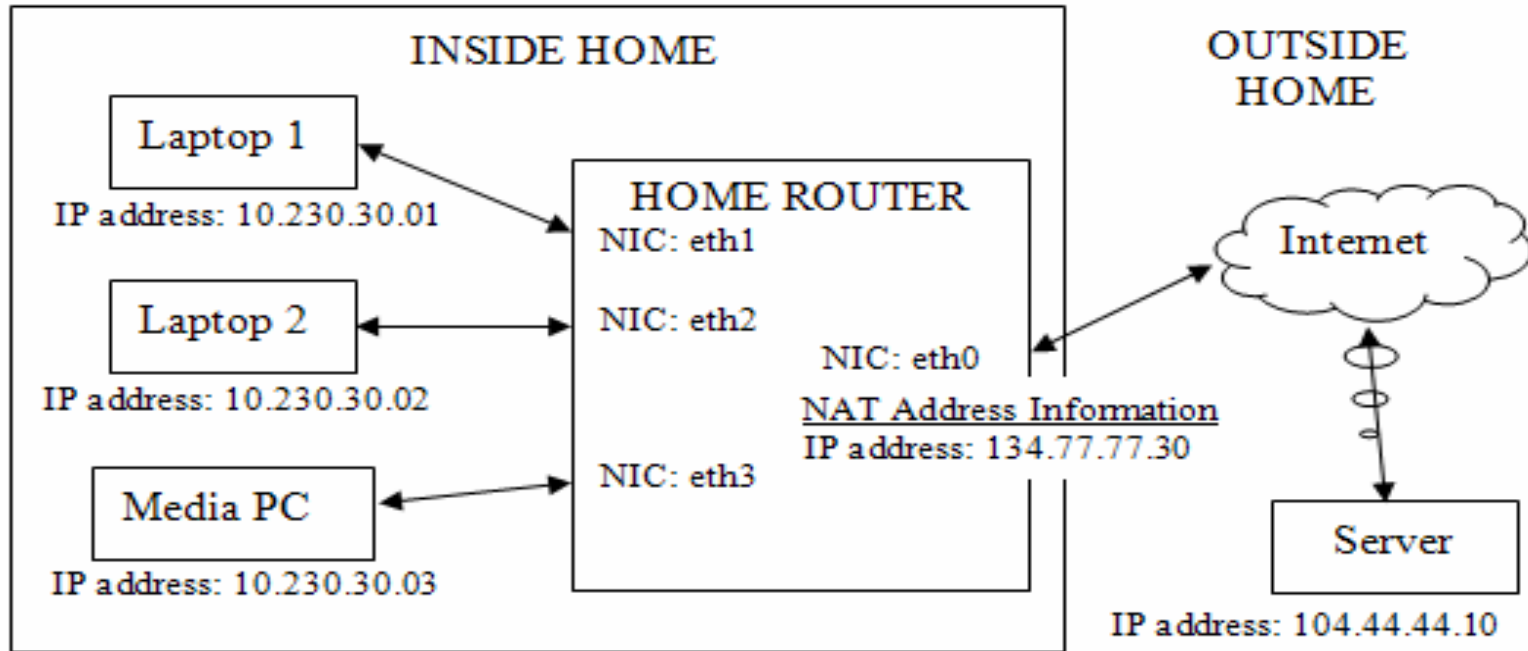 INSIDE HOME
OUTSIDE
HOME
Laptop 1
IP address: 10.230.30.01
HOME ROUTER
NIC: eth1
Internet
Laptop 2
IP address: 10.230.30.02
NIC: eth2
NIC: eth0
NAT Address Information
IP address: 134.77.77.30
Media PC
IP address: 10.230.30.03
NIC: eth3
Server
IP address: 104.44.44.10